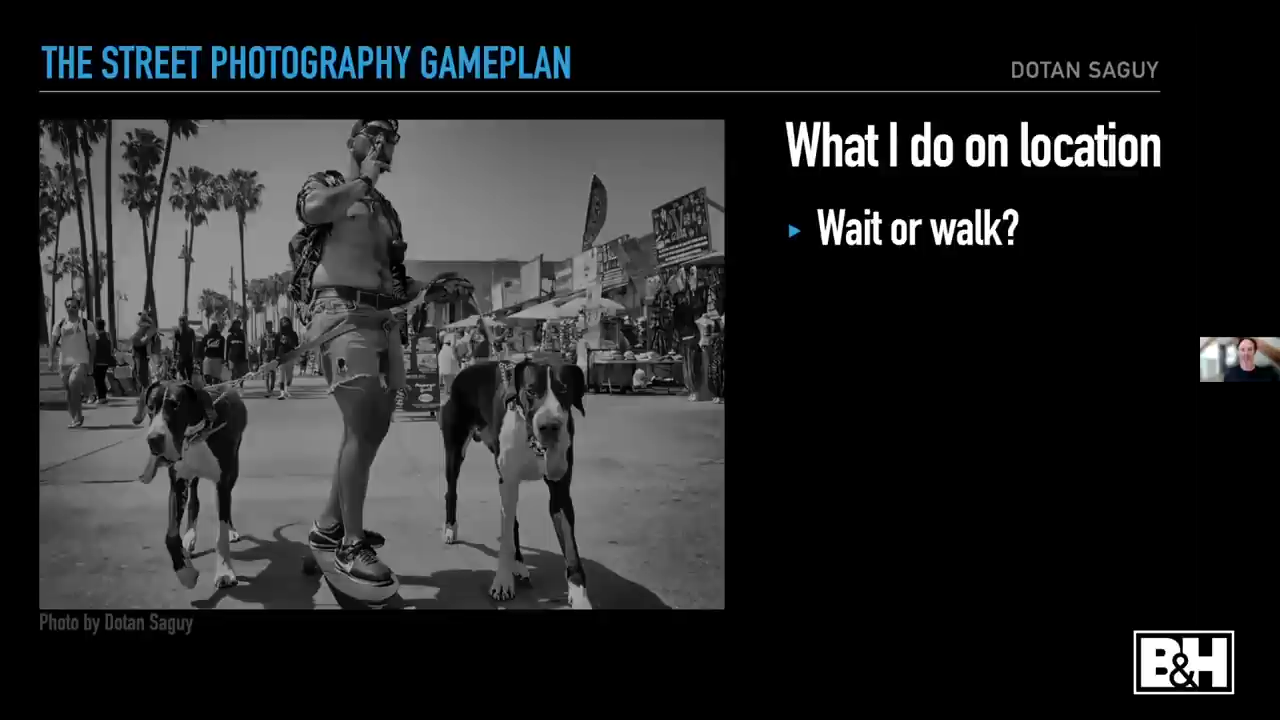 THE STREET PHOTOGRAPHY GAMEPLAN
DOTAN SAGUY
What I do on location
▸ Wait or walk?
Photo by Dotan Saguy
B&H